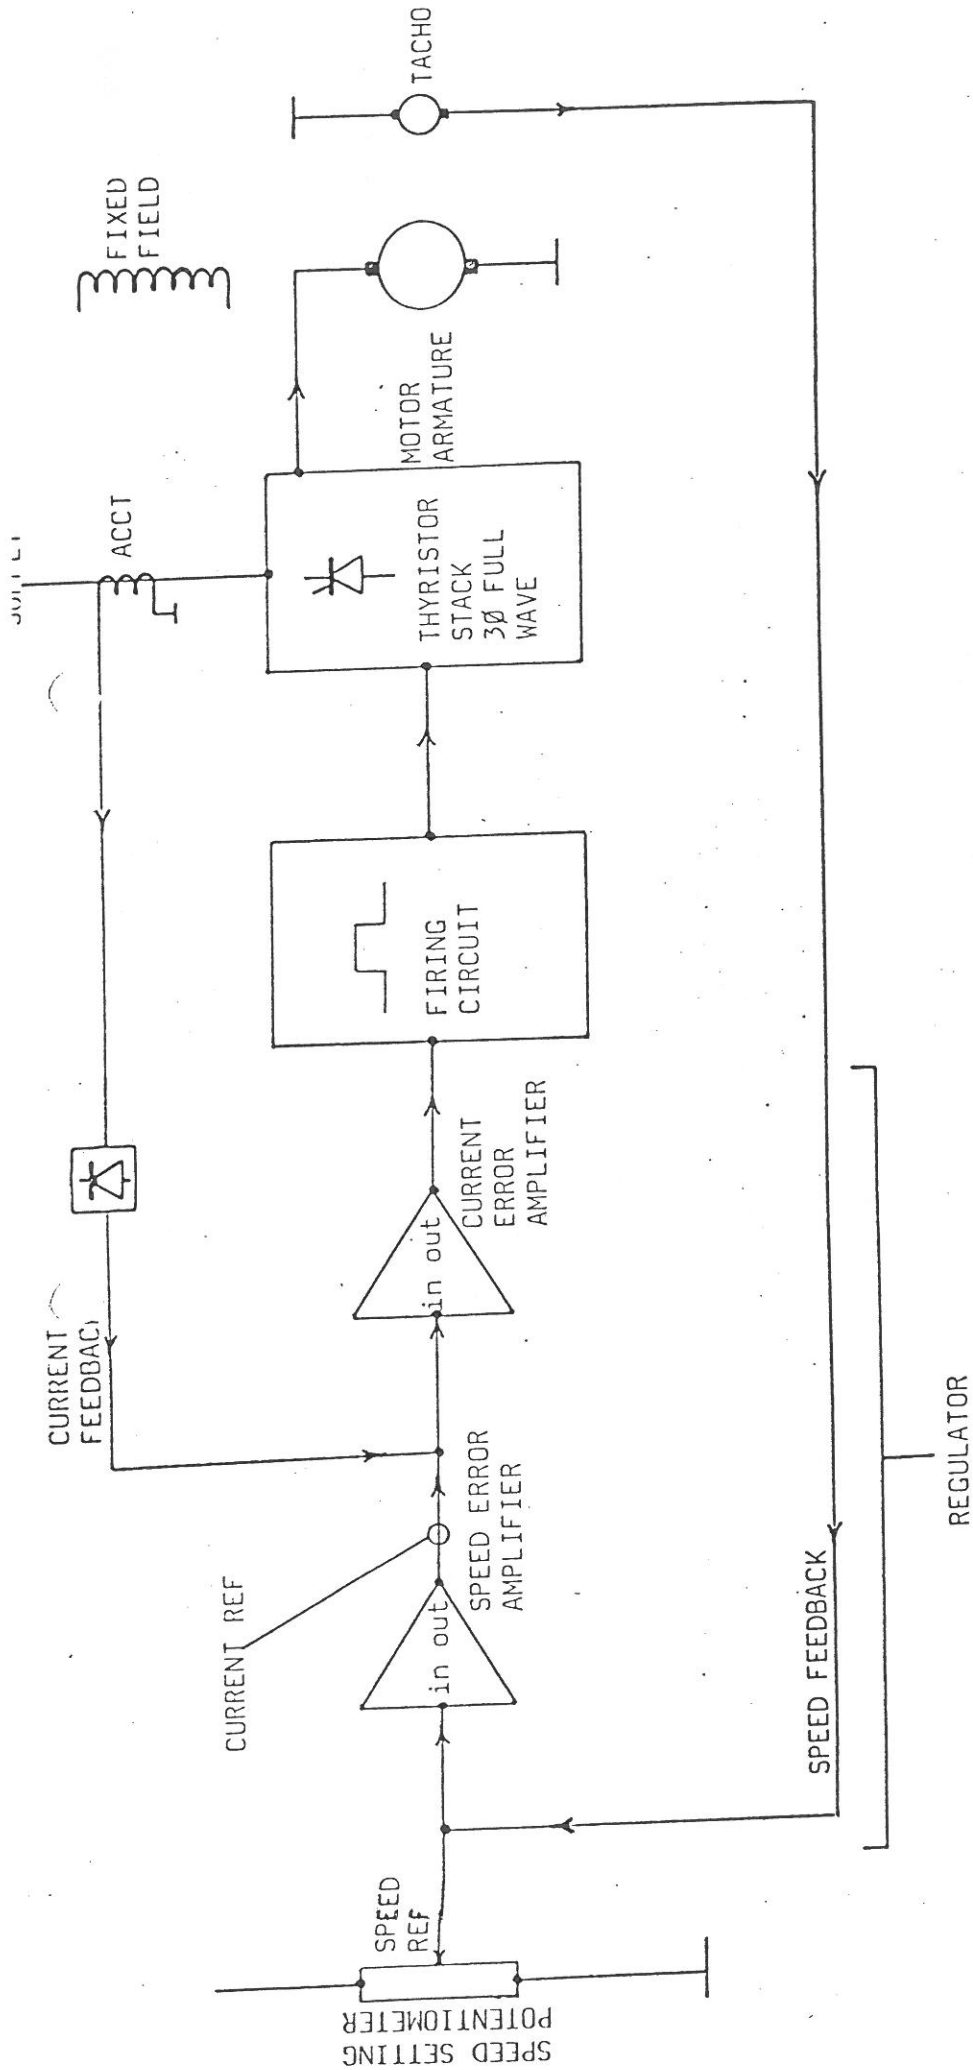 SPEED SETTING
POTENTIOMETER
SPEED
REF
CURRENT REF
in out
SPEED ERROR
AMPLIFIER
CURRENT
in out
CURRENT
ERROR
AMPLIFIER
FIRING
CIRCUIT
ACCT
THYRISTOR
STACK
3Ø FULL
WAVE
MOTOR
ARMATURE
FIXED
FIELD
TACHO
SPEED FEEDBACK
REGULATOR